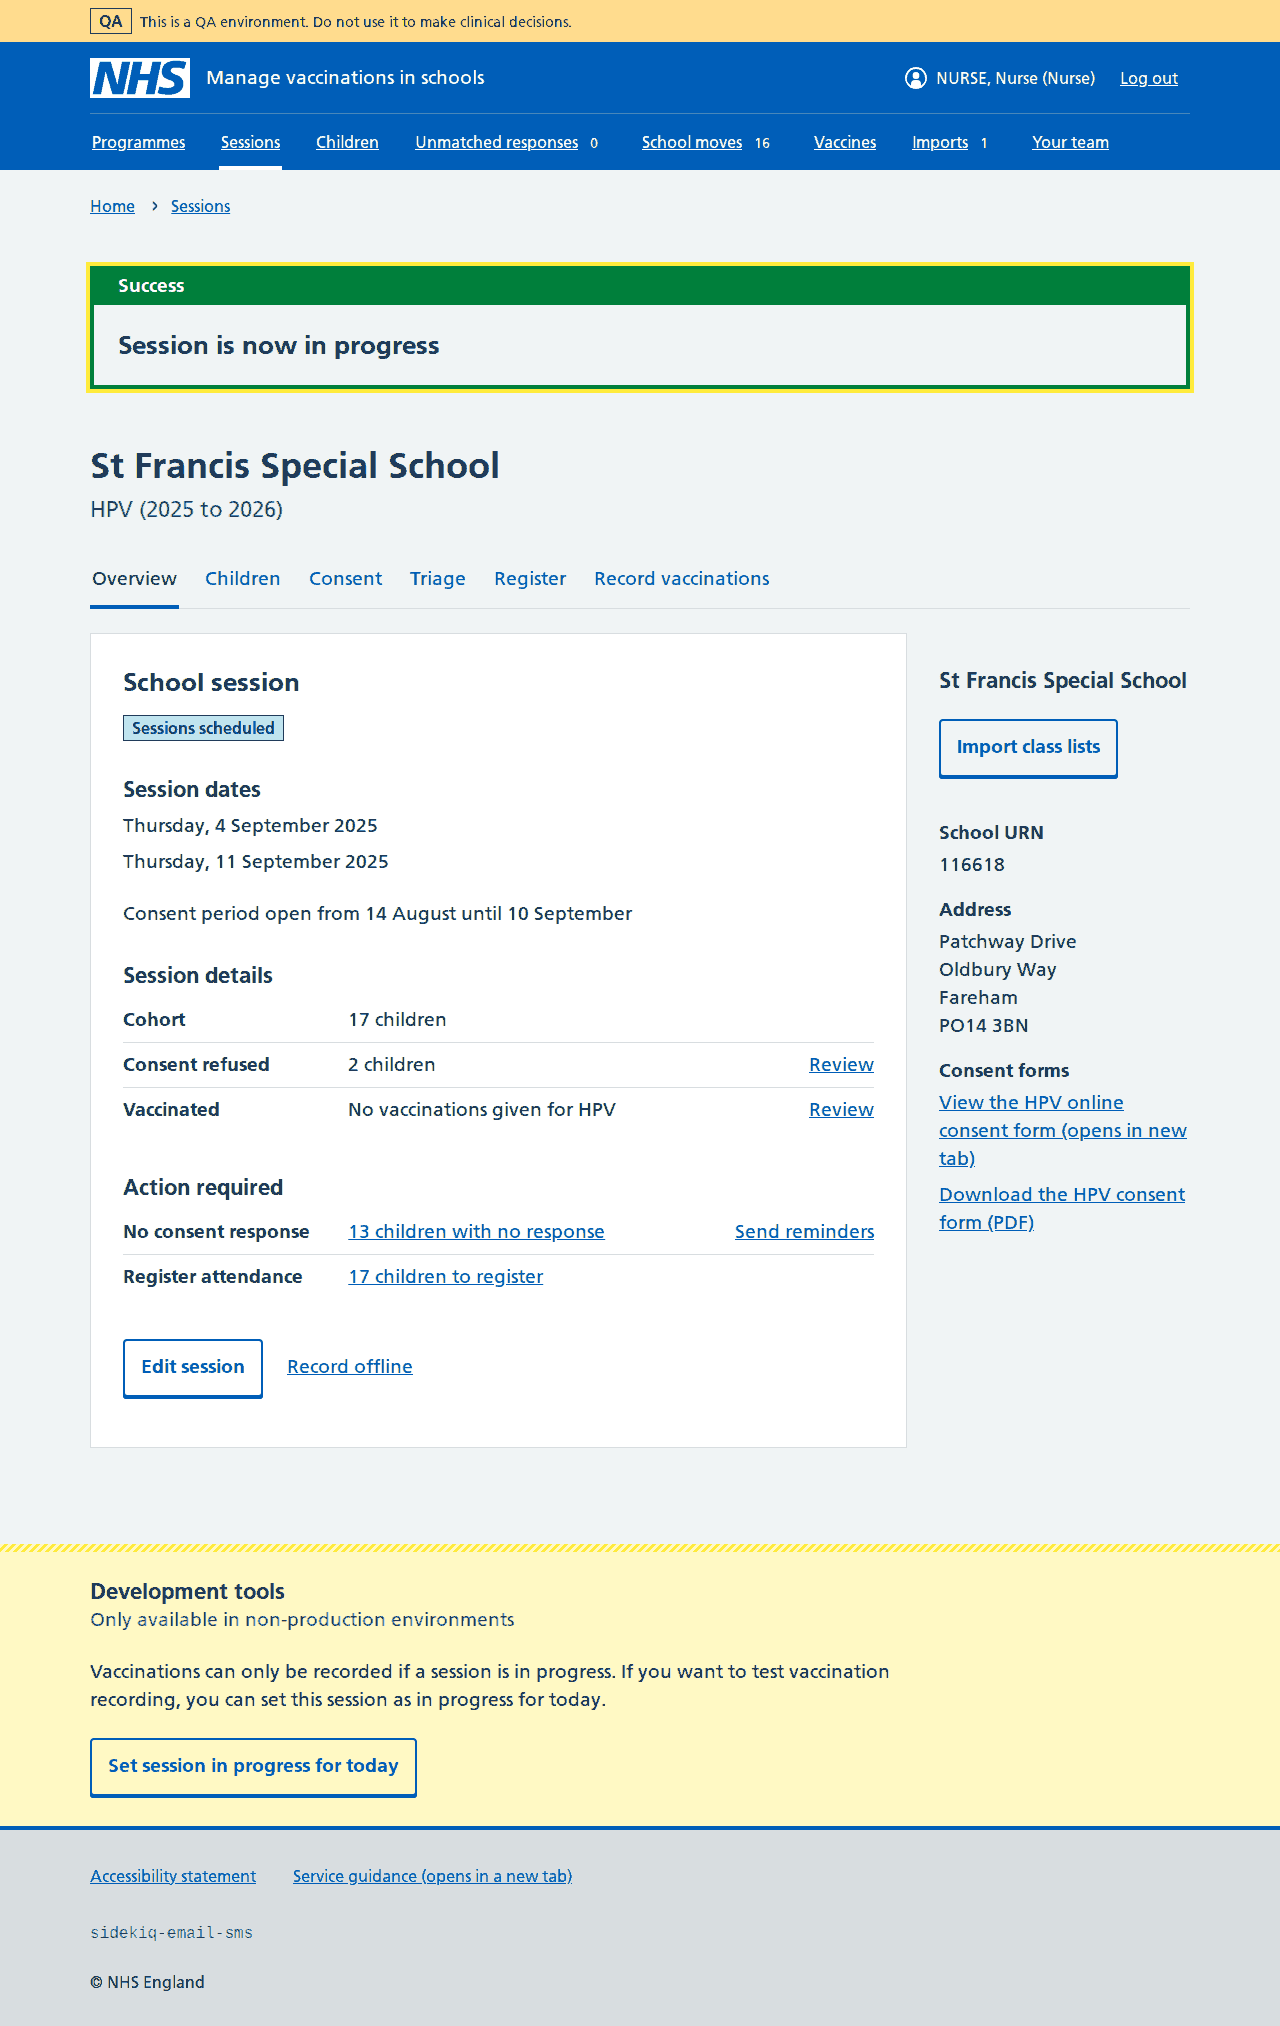 QA This is a QA environment. Do not use it to make clinical decisions.
NHS Manage vaccinations in schools NURSE, Nurse (Nurse) Log out
Programmes Sessions Children Unmatched responses 0 School moves 16 Vaccines Imports 1 Your team
Home › Sessions
Success
Session is now in progress
St Francis Special School
HPV (2025 to 2026)
Overview Children Consent Triage Register Record vaccinations
School session
Sessions scheduled
Session dates
Thursday, 4 September 2025
Thursday, 11 September 2025
Consent period open from 14 August until 10 September
Session details
Cohort 17 children
Consent refused 2 children Review
Vaccinated No vaccinations given for HPV Review
Action required
No consent response 13 children with no response Send reminders
Register attendance 17 children to register
Edit session Record offline
St Francis Special School
Import class lists
School URN
116618
Address
Patchway Drive
Oldbury Way
Fareham
PO14 3BN
Consent forms
View the HPV online
consent form (opens in new
tab)
Download the HPV consent
form (PDF)
Development tools
Only available in non-production environments
Vaccinations can only be recorded if a session is in progress. If you want to test vaccination
recording, you can set this session as in progress for today.
Set session in progress for today
Accessibility statement Service guidance (opens in a new tab)
sidekiq-email-sms
© NHS England